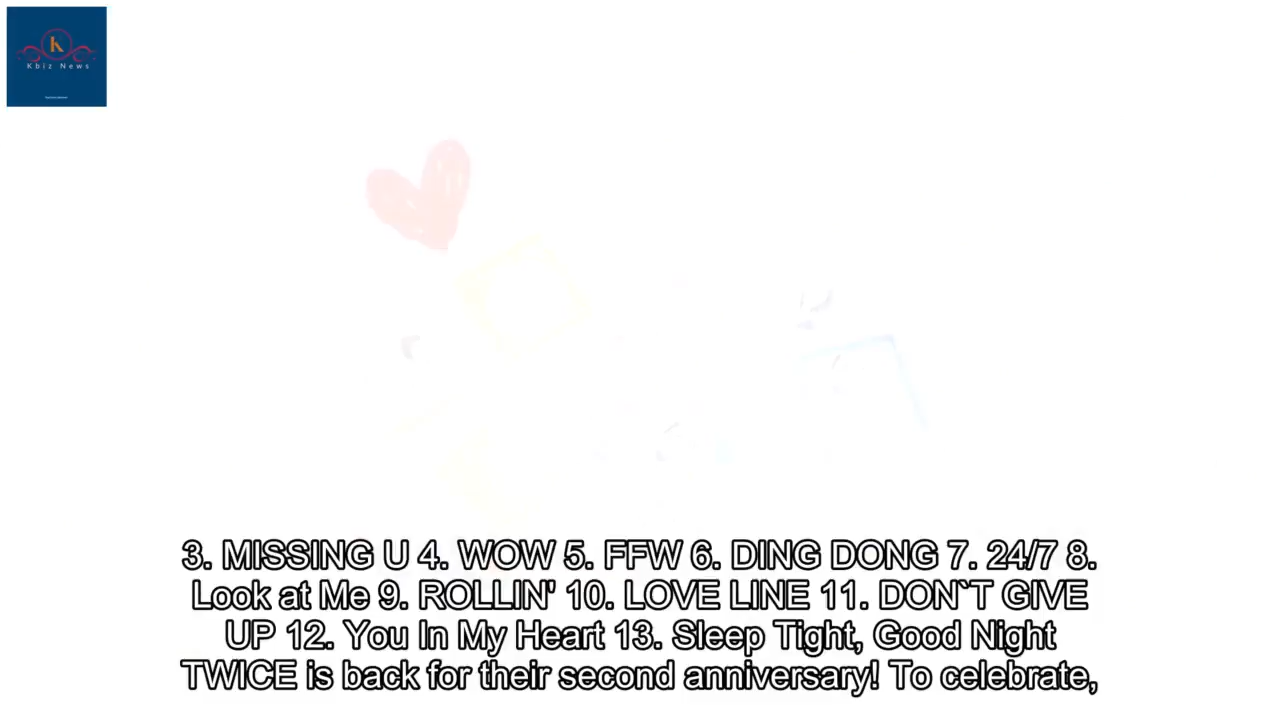 K
Kbiz News
3. MISSING U 4. WOW 5. FFW 6. DING DONG 7. 24/7 8.
Look at Me 9. ROLLIN' 10. LOVE LINE 11. DON`T GIVE
UP 12. You In My Heart 13. Sleep Tight, Good Night
TWICE is back for their second anniversary! To celebrate,